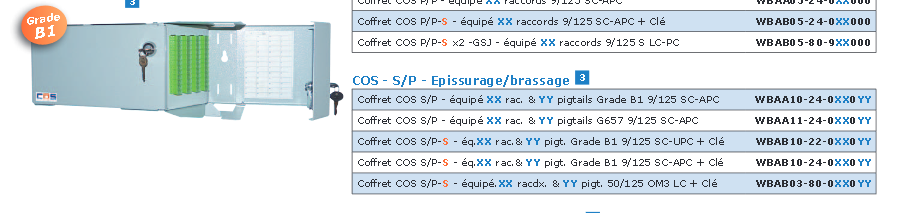 3
Grade
B1
COS
Coffret COS P/P - équipé XX raccords 9/125 SC-APC WBAA05-24-0XX000
Coffret COS P/P-S - équipé XX raccords 9/125 SC-APC + Clé WBAB05-24-0XX000
Coffret COS P/P-S x2 -GSJ - équipé XX raccords 9/125 S LC-PC WBAB05-80-9XX000
COS - S/P - Epissurage/brassage 3
Coffret COS S/P - équipé XX rac. & YY pigtails Grade B1 9/125 SC-APC WBAA10-24-0XX0YY
Coffret COS S/P - équipé XX rac. & YY pigtails G657 9/125 SC-APC WBAA11-24-0XX0YY
Coffret COS S/P-S - éq.XX rac.& YY pigt. Grade B1 9/125 SC-UPC + Clé WBAB10-22-0XX0YY
Coffret COS S/P-S - éq.XX rac.& YY pigt. Grade B1 9/125 SC-APC + Clé WBAB10-24-0XX0YY
Coffret COS S/P-S - équipé.XX racdx. & YY pigt. 50/125 OM3 LC + Clé WBAB03-80-0XX0YY